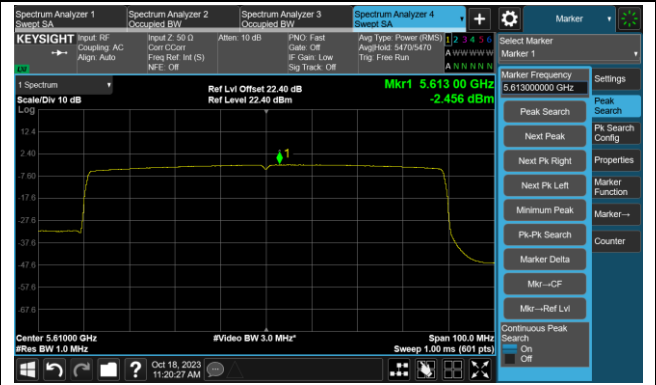 Spectrum Analyzer 1
Swept SA
Spectrum Analyzer 2
Occupied BW
Spectrum Analyzer 3
Occupied BW
Spectrum Analyzer 4
Swept SA
+
Marker
KEYSIGHT
Input: RF
Coupling: AC
Align: Auto
Input Z: 50 Ω
Corr CCorr
Freq Ref: Int (S)
NFE: Off
Atten: 10 dB
PNO: Fast
Gate: Off
IF Gain: Low
Sig Track: Off
Avg Type: Power (RMS)
Avg|Hold: 5470/5470
Trig: Free Run
1 2 3 4 5 6
A W W W W W
A N N N N N
Select Marker
Marker 1
1 Spectrum
Scale/Div 10 dB
Log
Ref Lvl Offset 22.40 dB
Ref Level 22.40 dBm
Mkr1 5.613 00 GHz
-2.456 dBm
12.4
2.40
-7.60
-17.6
-27.6
-37.6
-47.6
-57.6
-67.6
1
Center 5.61000 GHz
#Res BW 1.0 MHz
#Video BW 3.0 MHz*
Span 100.0 MHz
Sweep 1.00 ms (601 pts)
Marker Frequency
5.613000000 GHz
Peak Search
Next Peak
Next Pk Right
Next Pk Left
Minimum Peak
Pk-Pk Search
Marker Delta
Mkr→CF
Mkr→Ref Lvl
Continuous Peak
Search
On
Off
Settings
Peak
Search
Pk Search
Config
Properties
Marker
Function
Marker→
Counter
?
Oct 18, 2023
11:20:27 AM